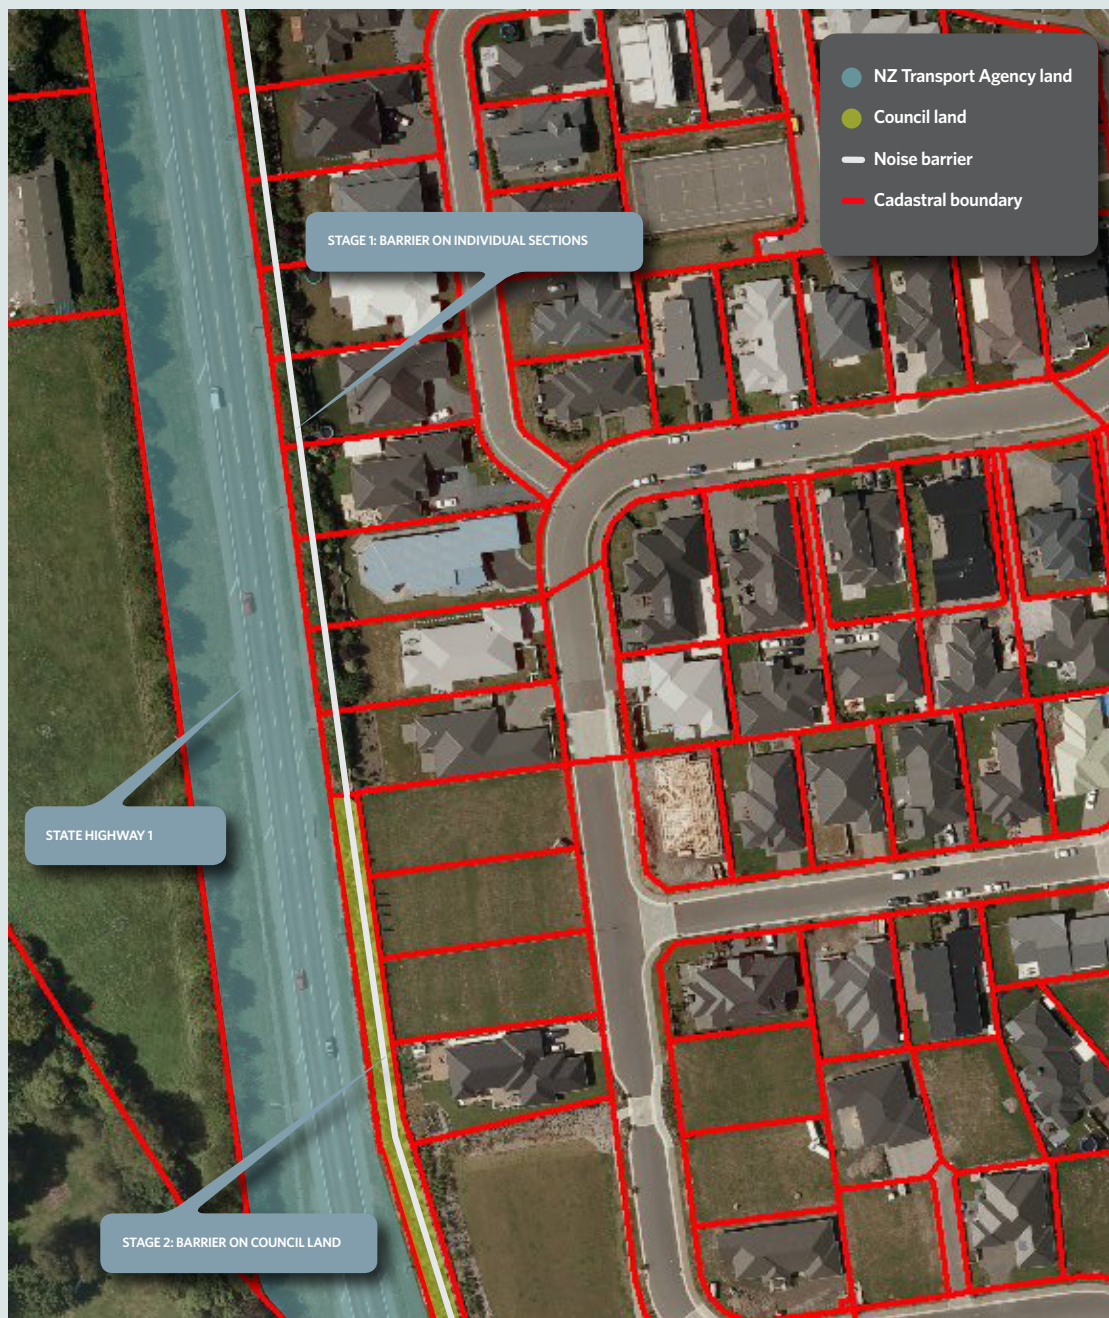 NZ Transport Agency land
Council land
Noise barrier
Cadastral boundary
STAGE 1: BARRIER ON INDIVIDUAL SECTIONS
STATE HIGHWAY 1
STAGE 2: BARRIER ON COUNCIL LAND